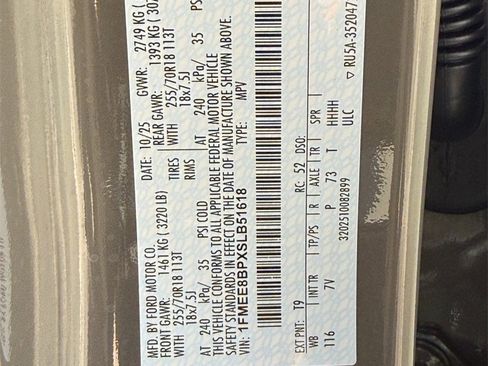 MFD. BY FORD MOTOR CO.
DATE: 10/25 GVWR: 2749 KG (
FRONT GAWR: 1461 KG ( 3220 LB) REAR GAWR: 1393 KG ( 302
WITH 255/70R18 113T TIRES WITH 255/70R18 113T
18x7.5J RIMS 18x7.5J
AT 240 kPa/ 35 PSI COLD AT 240 kPa/ 35 PSI
THIS VEHICLE CONFORMS TO ALL APPLICABLE FEDERAL MOTOR VEHICLE
SAFETY STANDARDS IN EFFECT ON THE DATE OF MANUFACTURE SHOWN ABOVE.
VIN: 1FMEE8BPXSLB51618 TYPE: MPV
EXT PNT: T9 RC: 52 DSO:
WB INT TR TP/PS R AXLE TR SPR
116 7V P 73 T HHHH
ULC
3202510082899 ▽ RU5A-352047